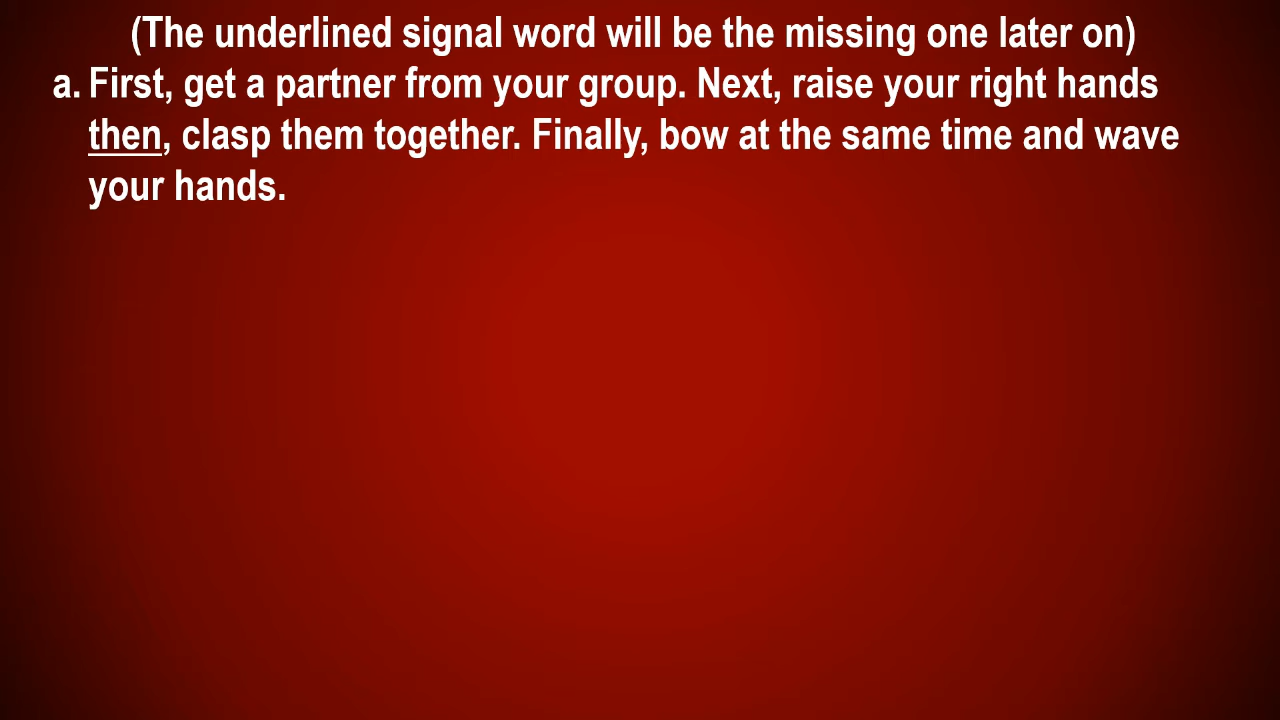 (The underlined signal word will be the missing one later on)
a. First, get a partner from your group. Next, raise your right hands
then, clasp them together. Finally, bow at the same time and wave
your hands.